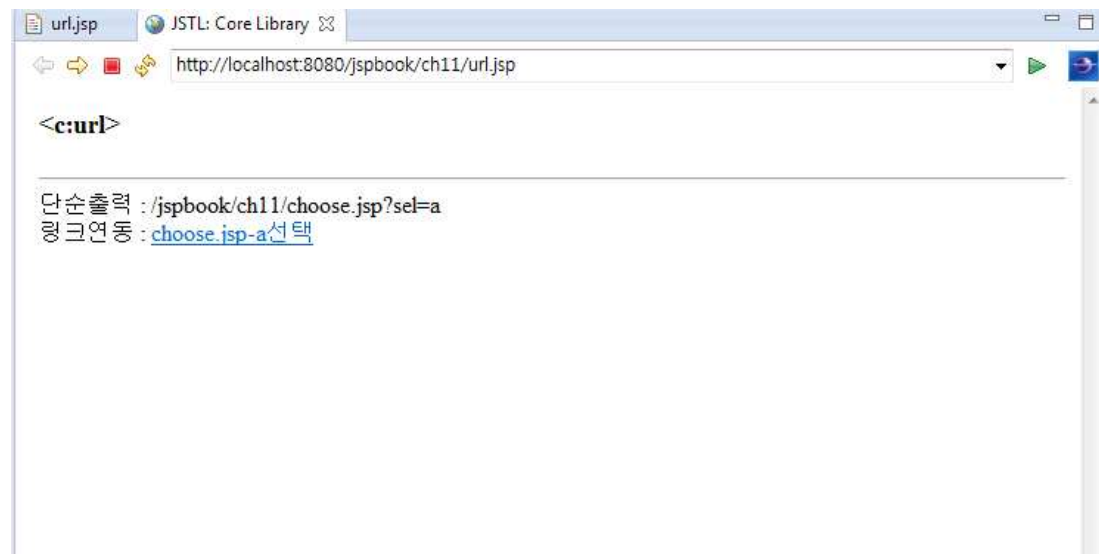 url.jsp
JSTL: Core Library
http://localhost:8080/jspbook/ch11/url.jsp
<c:url>
단순출력 : /jspbook/ch11/choose.jsp?sel=a
링크연동 : choose.jsp-a선택